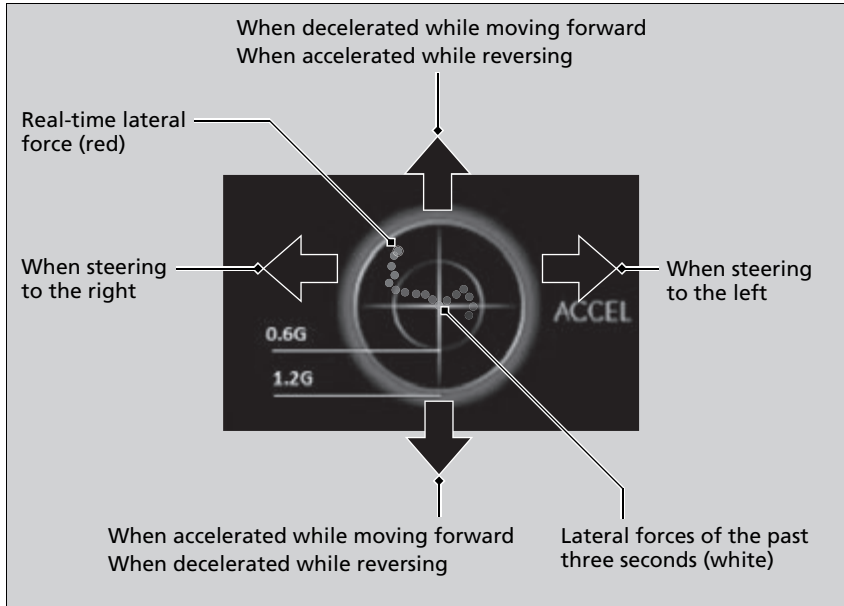 When decelerated while moving forward
When accelerated while reversing
Real-time lateral
force (red)
When steering
to the right
When steering
to the left
ACCEL
0.6G
1.2G
When accelerated while moving forward
When decelerated while reversing
Lateral forces of the past
three seconds (white)